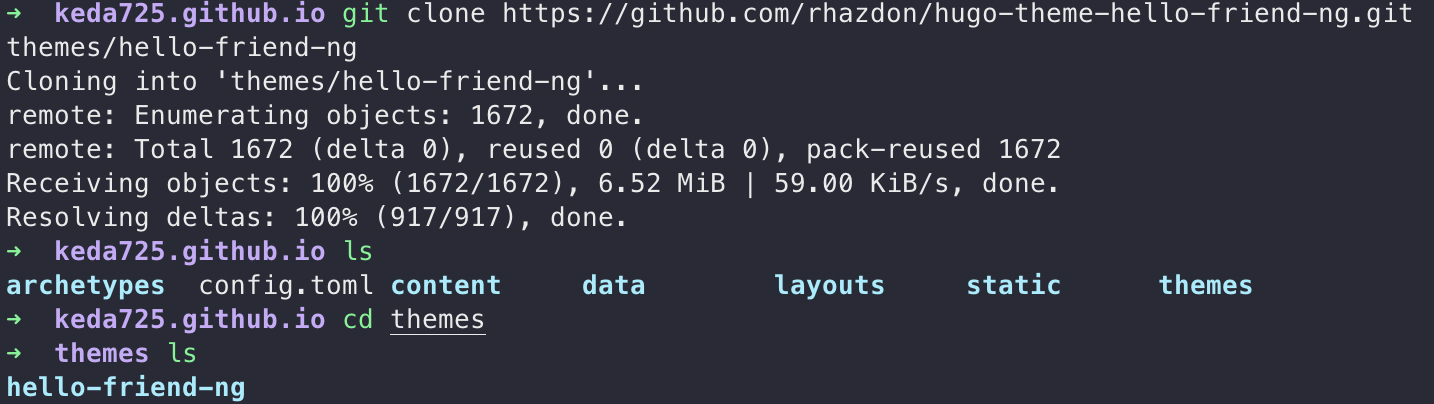 ➜  keda725.github.io git clone https://github.com/rhazdon/hugo-theme-hello-friend-ng.git
themes/hello-friend-ng
Cloning into 'themes/hello-friend-ng'...
remote: Enumerating objects: 1672, done.
remote: Total 1672 (delta 0), reused 0 (delta 0), pack-reused 1672
Receiving objects: 100% (1672/1672), 6.52 MiB | 59.00 KiB/s, done.
Resolving deltas: 100% (917/917), done.
➜  keda725.github.io ls
archetypes  config.toml content     data        layouts     static      themes
➜  keda725.github.io cd themes
➜  themes ls
hello-friend-ng